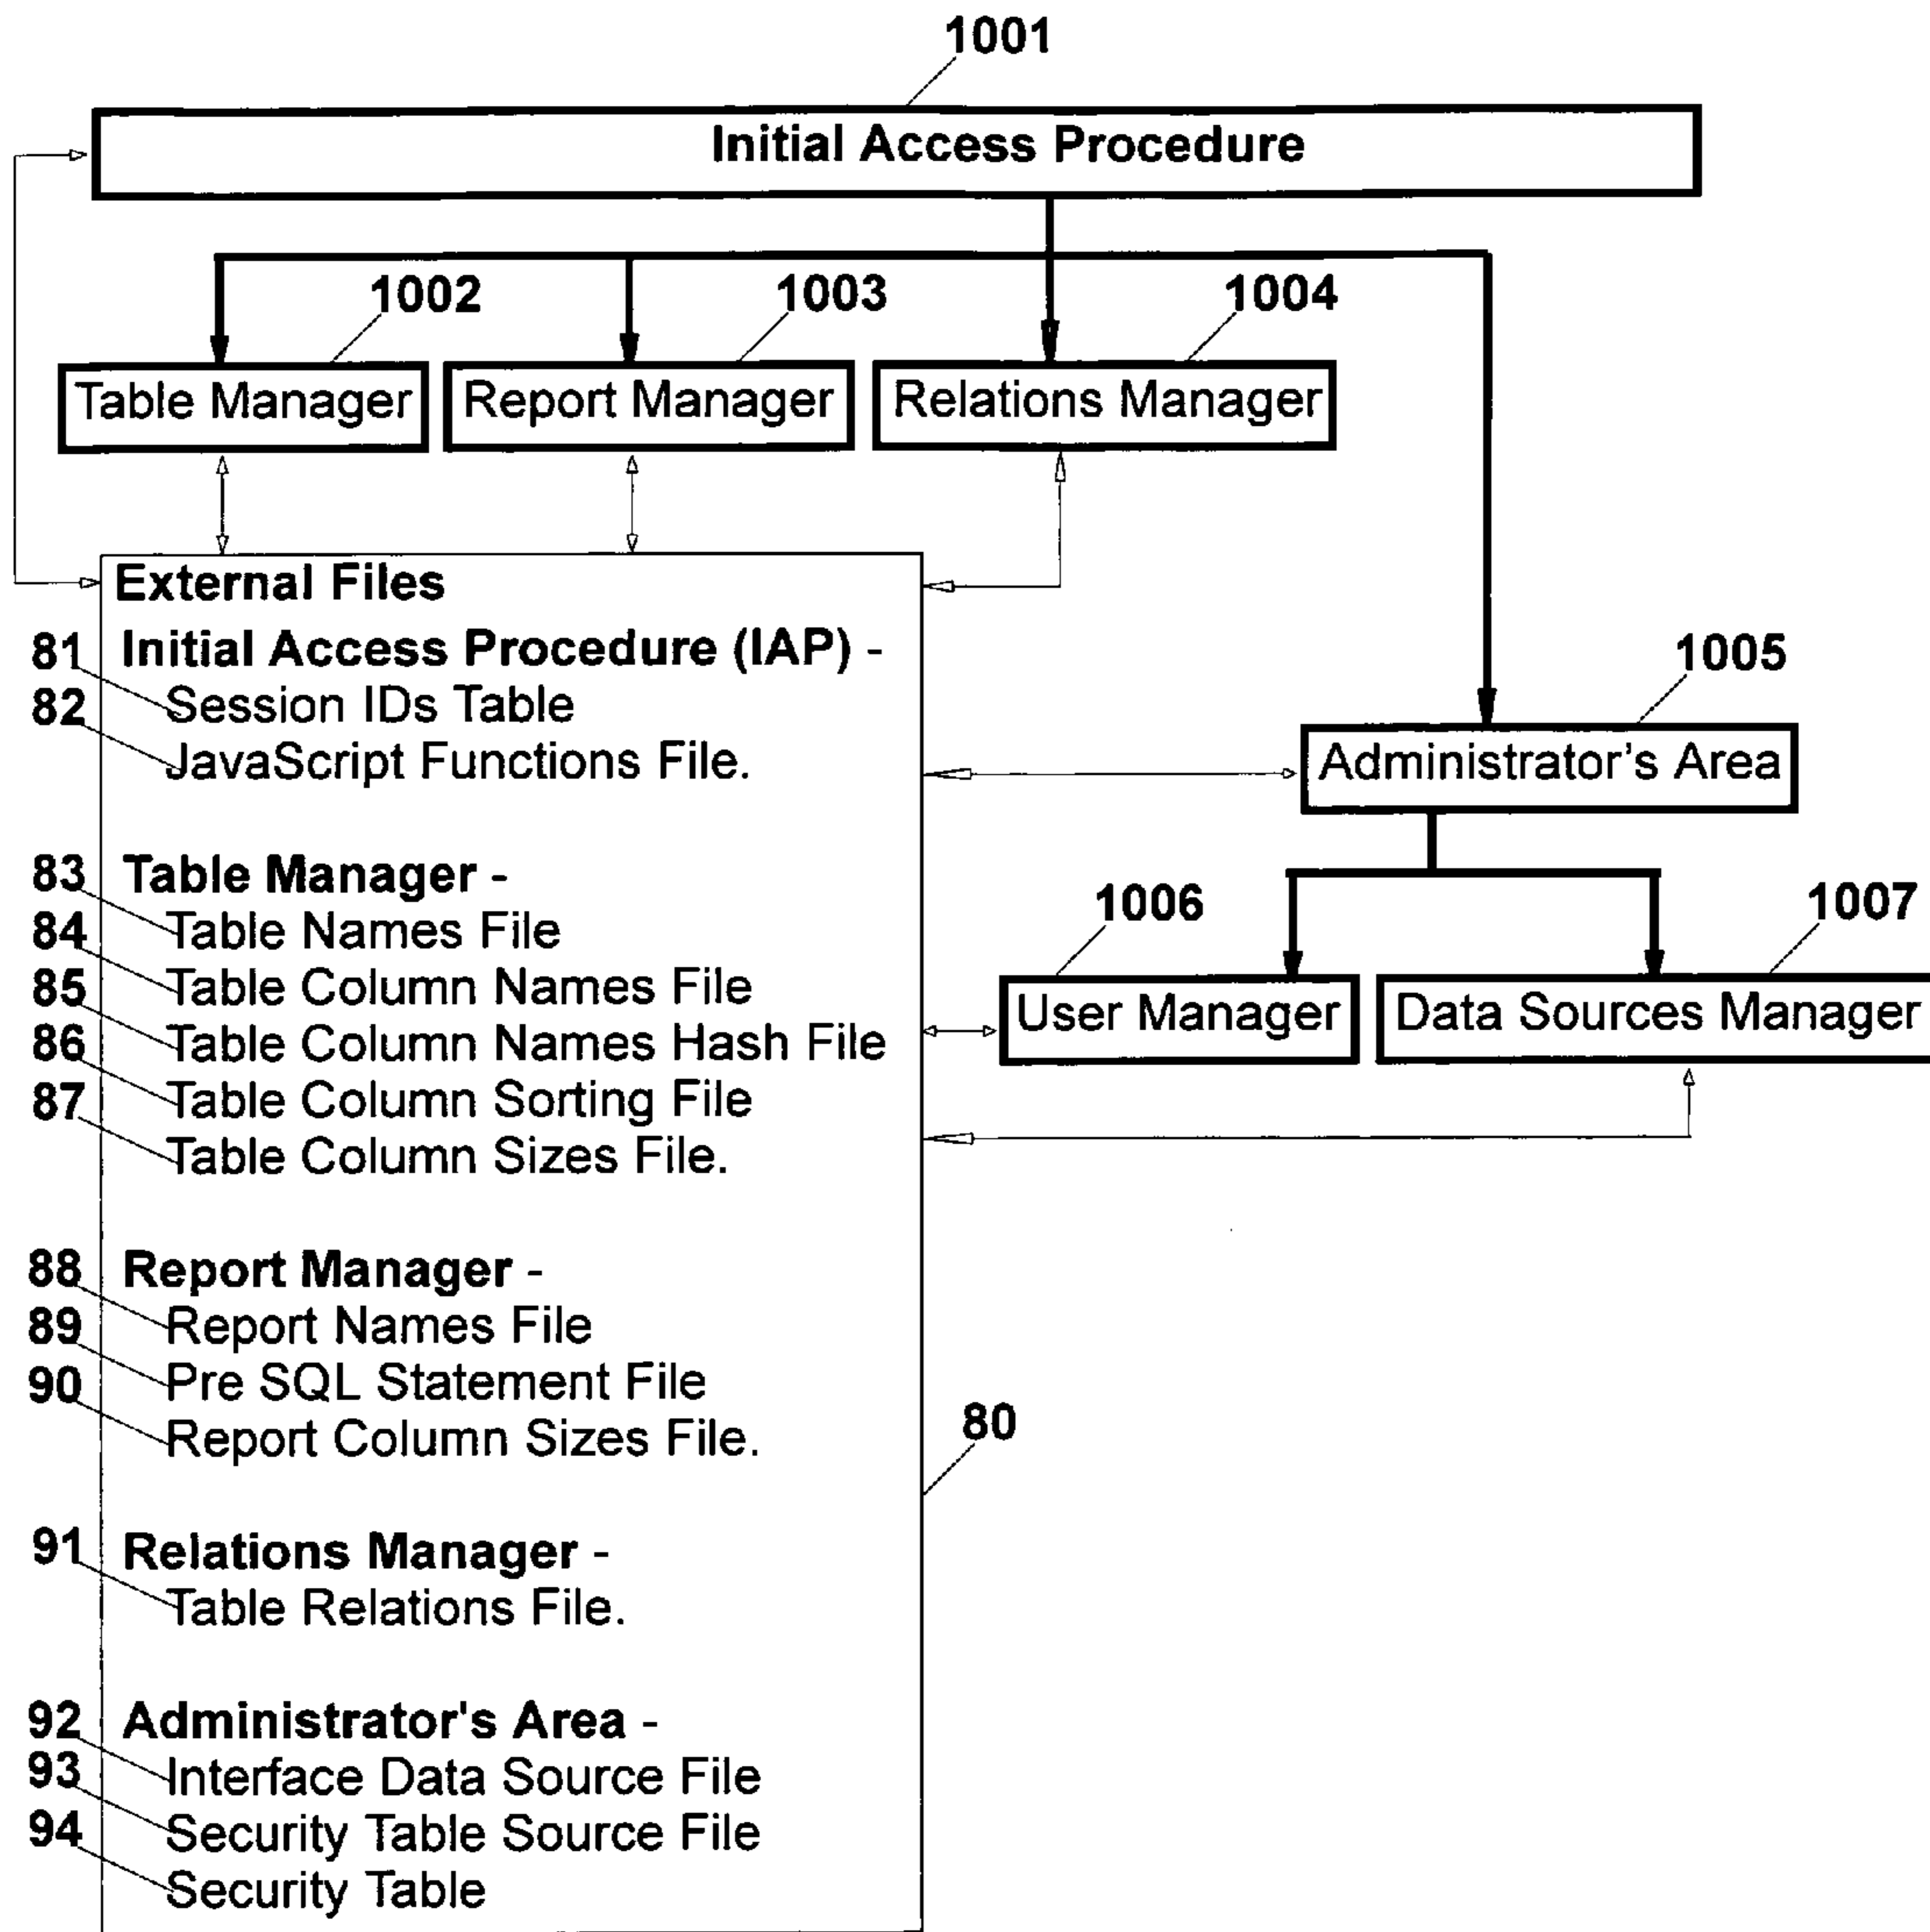 1001
Initial Access Procedure
1002
1003
1004
Table Manager
Report Manager
Relations Manager
External Files
81
Initial Access Procedure (IAP) -
1005
82
Session IDs Table
JavaScript Functions File.
Administrator's Area
83
Table Manager -
84
Table Names File
1006
1007
85
Table Column Names File
User Manager
Data Sources Manager
86
Table Column Names Hash File
87
Table Column Sorting File
Table Column Sizes File.
88
Report Manager -
89
Report Names File
90
Pre SQL Statement File
Report Column Sizes File.
80
91
Relations Manager -
Table Relations File.
92
Administrator's Area -
93
Interface Data Source File
94
Security Table Source File
Security Table